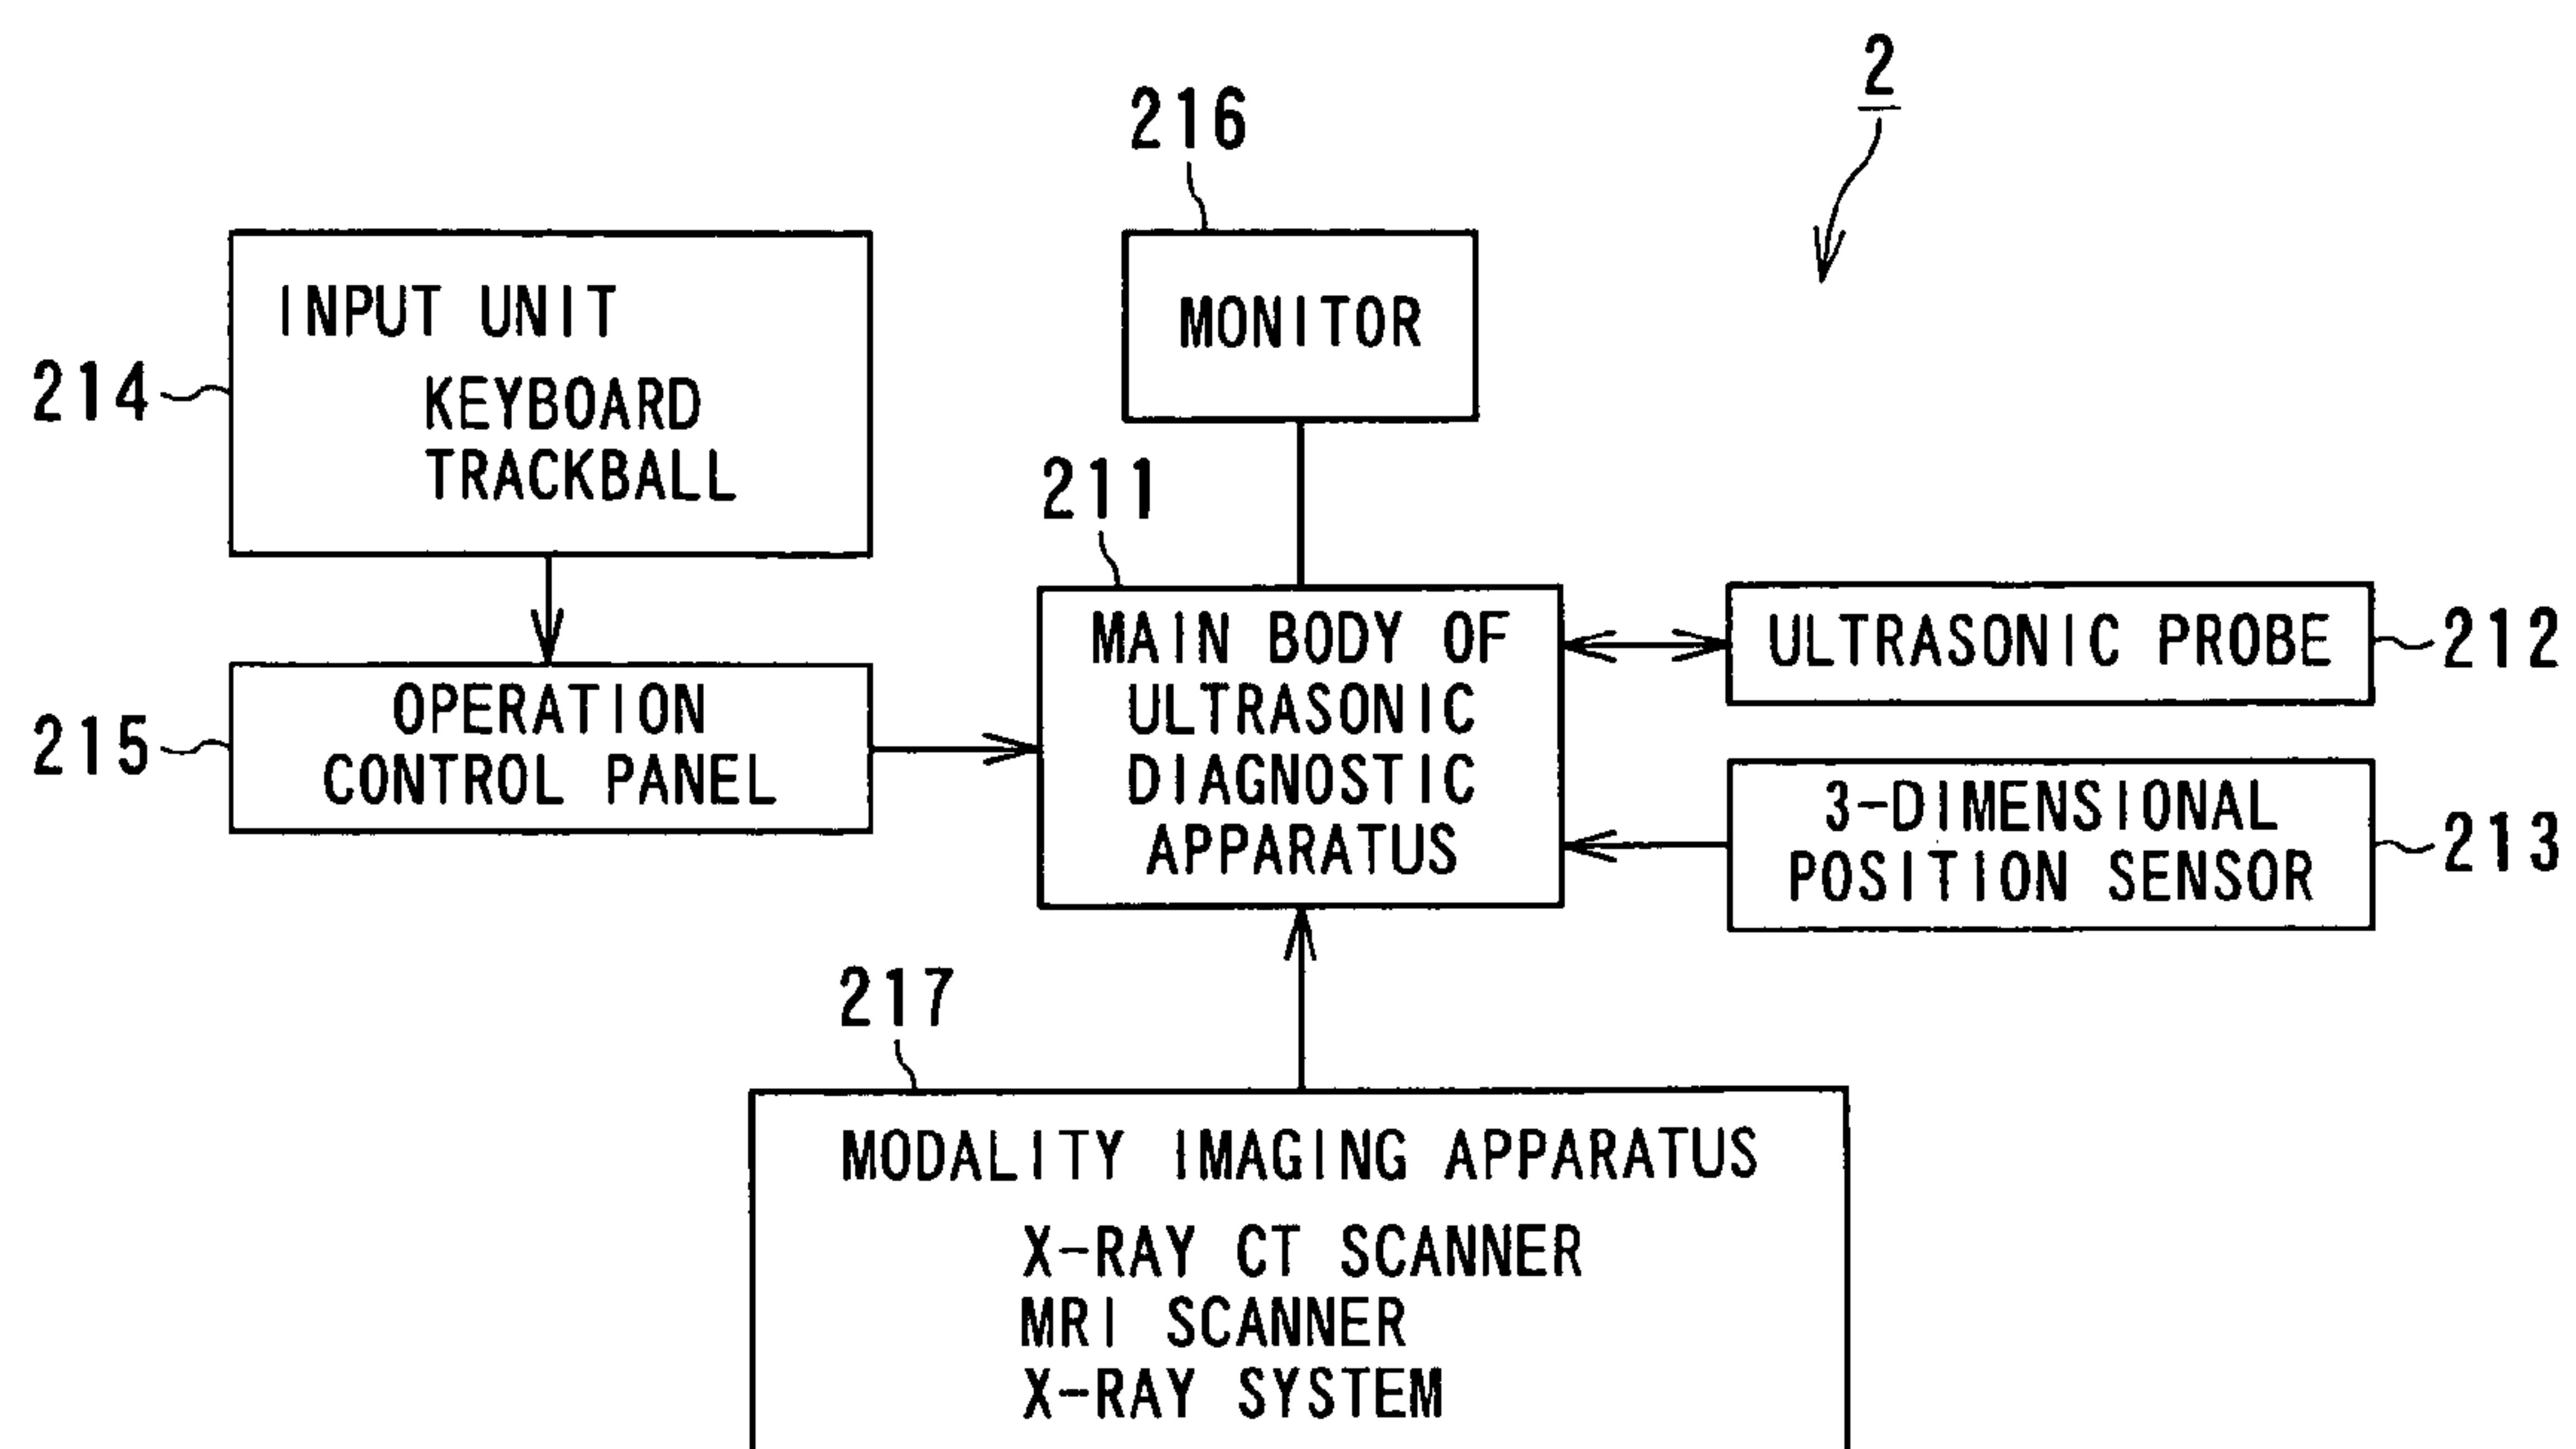 2
216
INPUT UNIT
KEYBOARD
TRACKBALL
214
MONITOR
211
MAIN BODY OF
ULTRASONIC
DIAGNOSTIC
APPARATUS
ULTRASONIC PROBE
212
OPERATION
CONTROL PANEL
215
3-DIMENSIONAL
POSITION SENSOR
213
217
MODALITY IMAGING APPARATUS
X-RAY CT SCANNER
MRI SCANNER
X-RAY SYSTEM